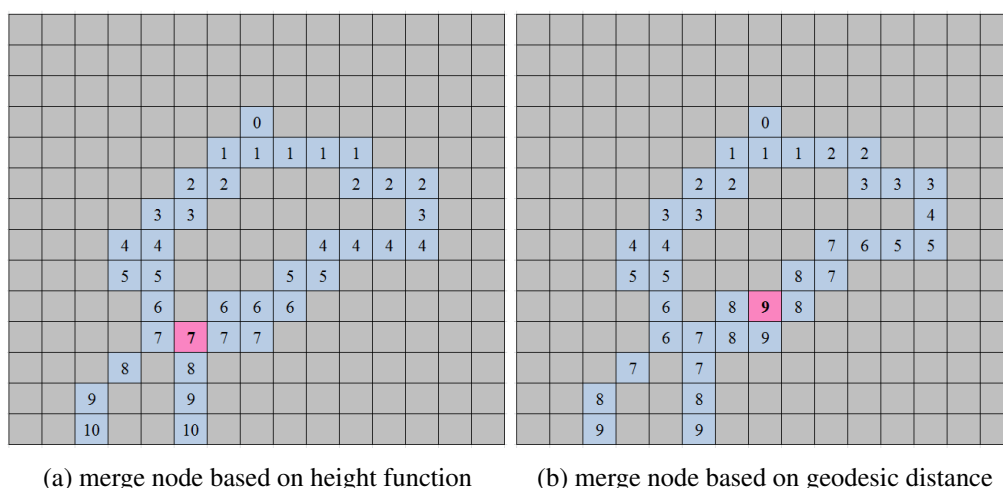 0
1 1 1 1 1
2 2 2 2 2
3 3 3
4 4 4 4 4 4
5 5 5 5
6 6 6 6
7 7 7 7
8 8
9 9
10 10
(a) merge node based on height function
0
1 1 1 2 2
2 2 3 3 3
3 3 4
4 4 7 6 5 5
5 5 8 7
6 8 9 8
6 7 8 9
7 7
8 8
9 9
(b) merge node based on geodesic distance